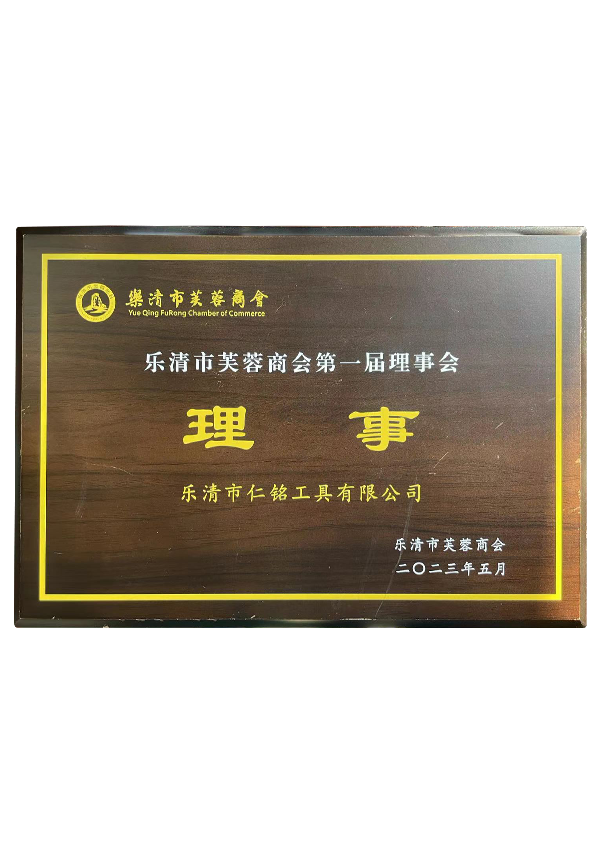 樂清市芙蓉商會
Yue Qing FuRong Chamber of Commerce
乐清市芙蓉商会第一届理事会
理 事
乐清市仁铭工具有限公司
乐清市芙蓉商会
二〇二三年五月